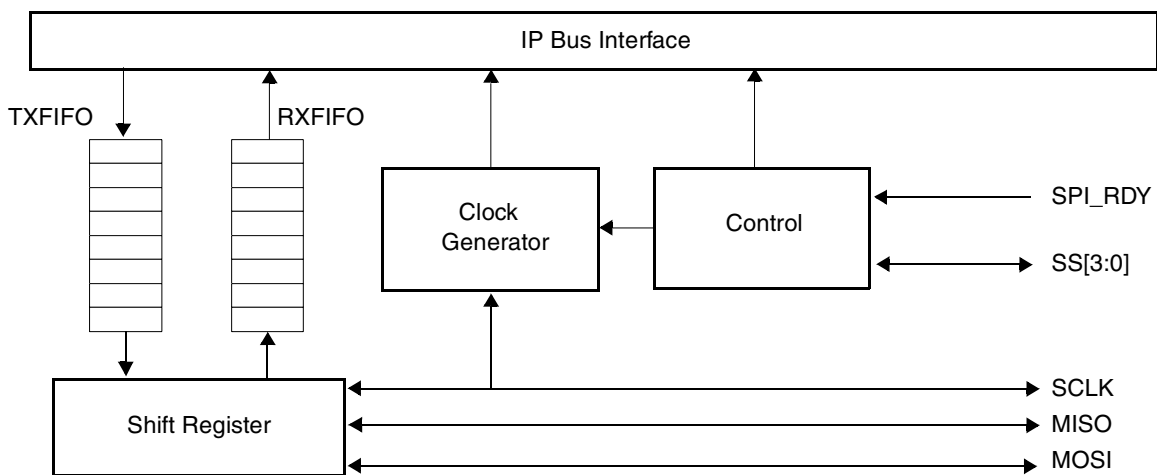 IP Bus Interface
TXFIFO
RXFIFO
Clock
Generator
Control
SPI_RDY
SS[3:0]
Shift Register
SCLK
MISO
MOSI